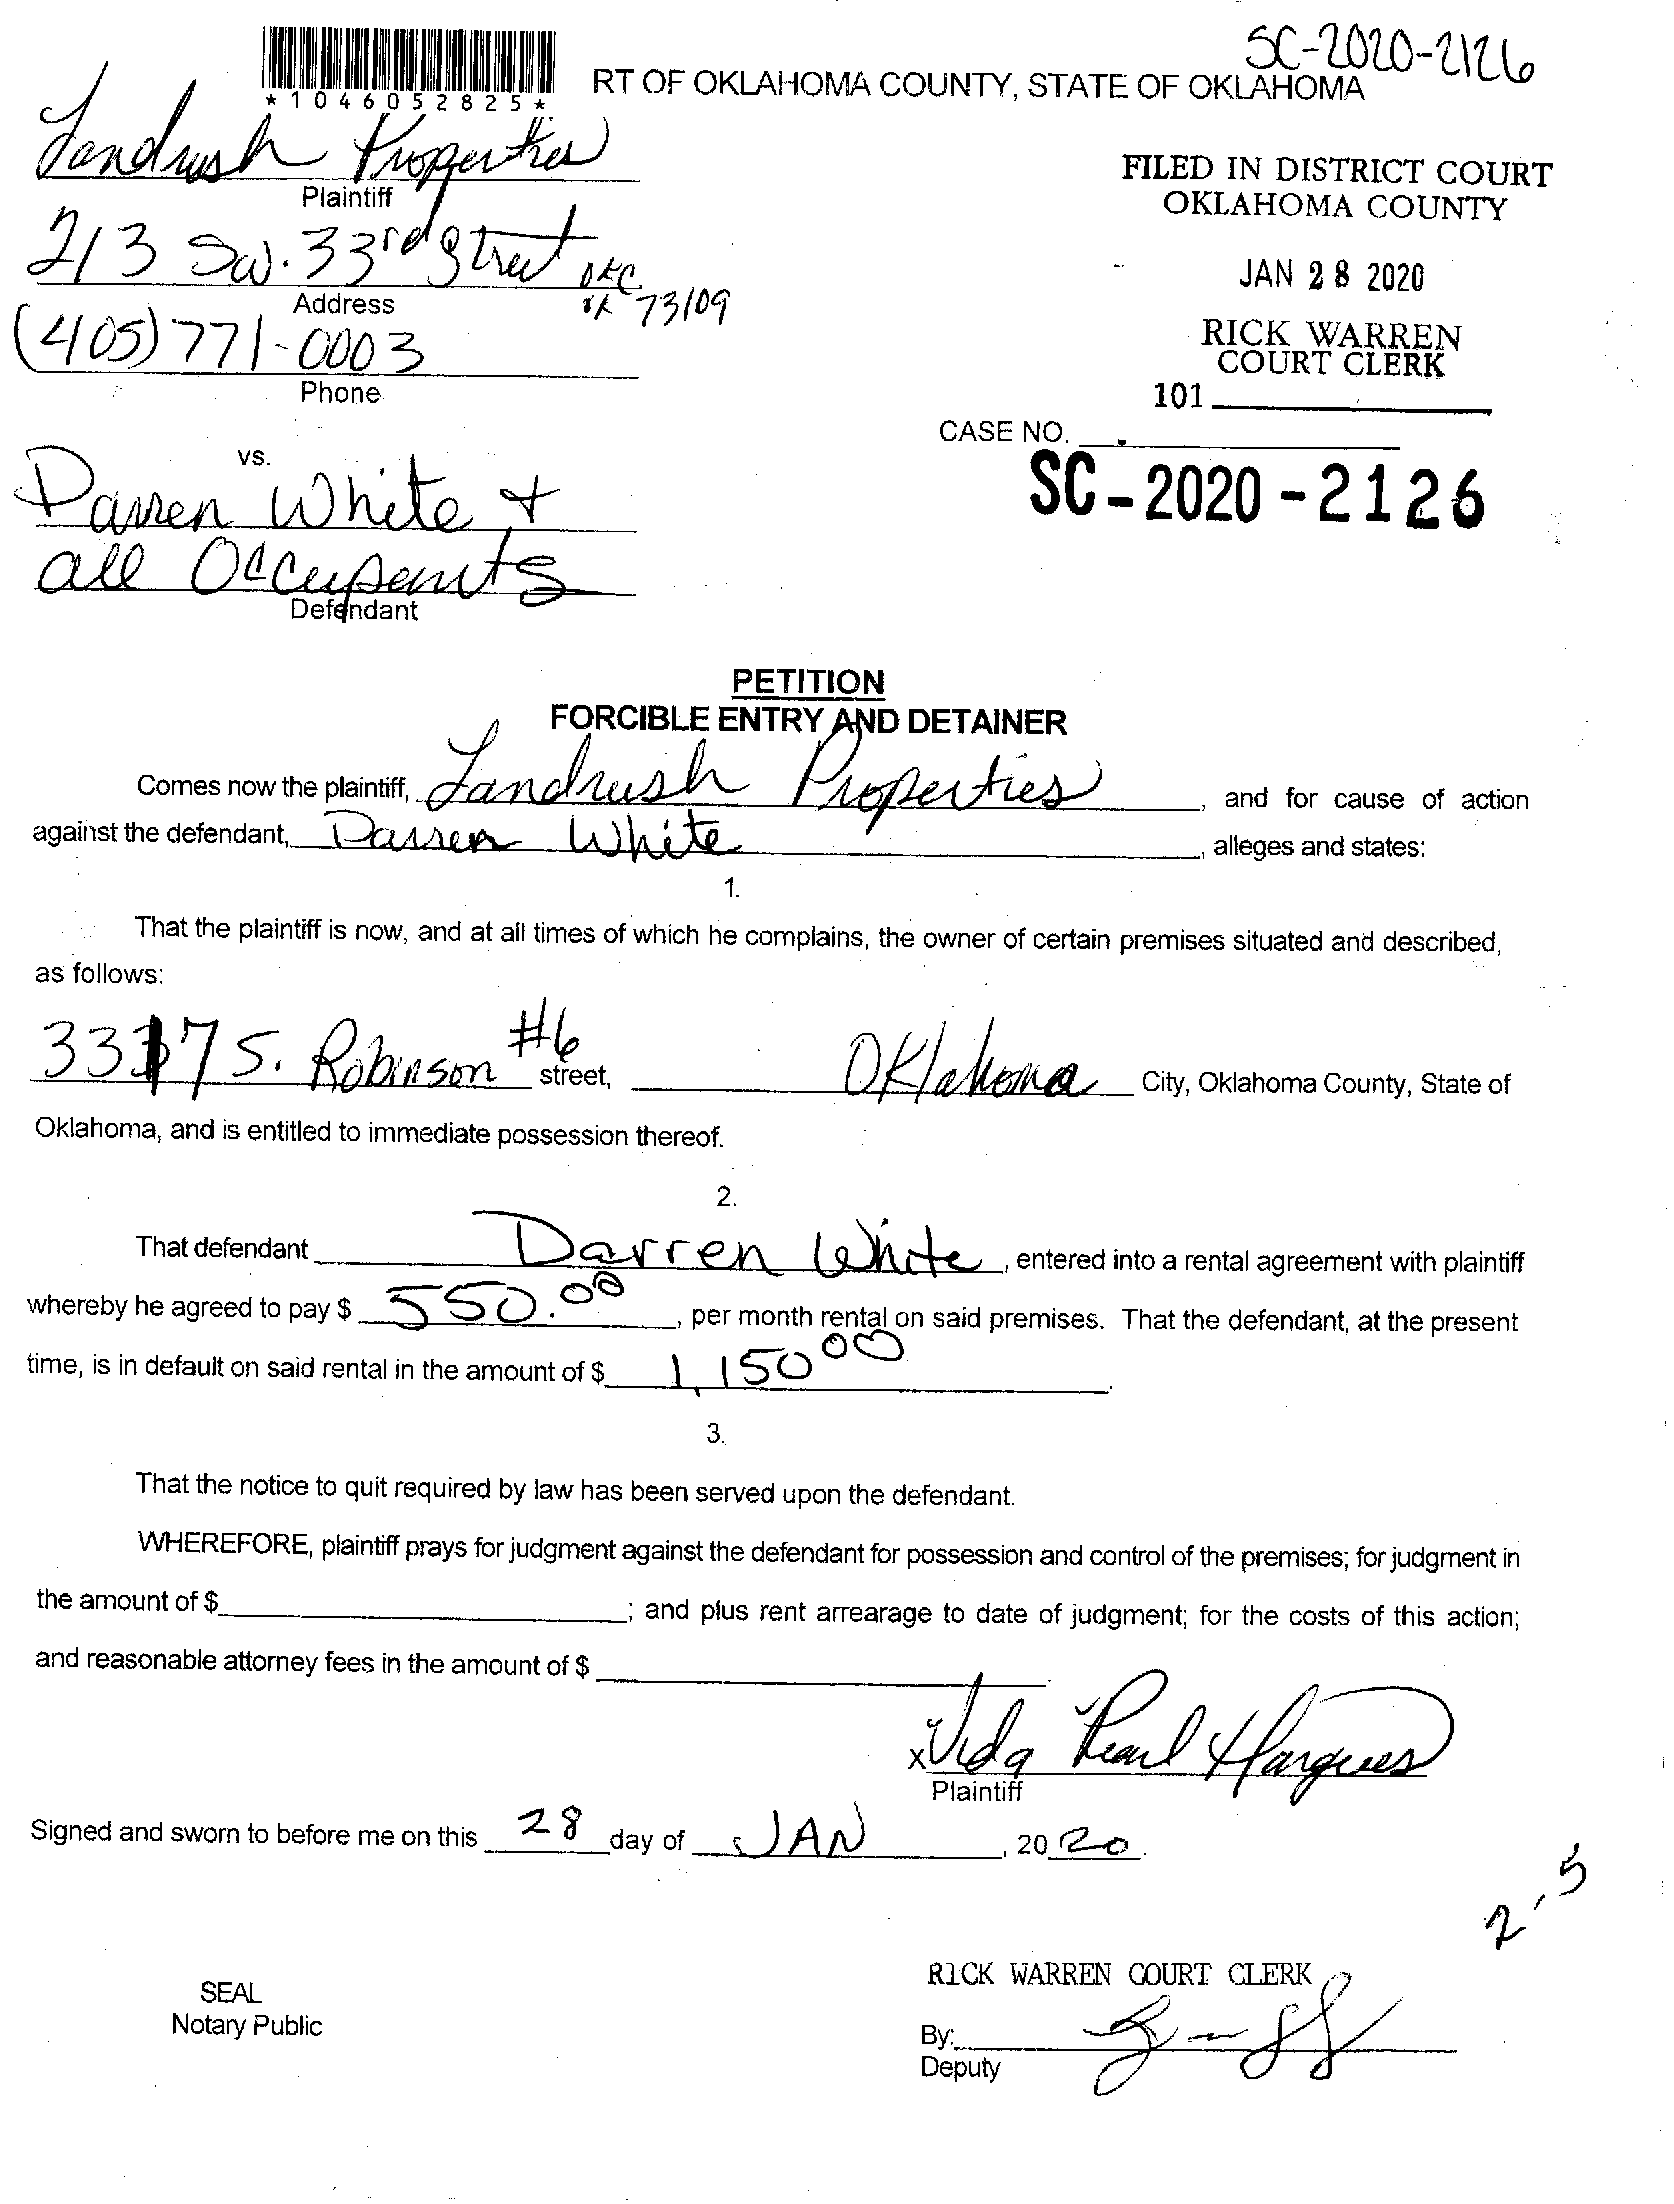 SC-2020-2126
*1046052825*
RT OF OKLAHOMA COUNTY, STATE OF OKLAHOMA
Landrush Properties
Plaintiff
213 SW. 33rd Street OKC
OK 73109
Address
(405) 771-0003
Phone
FILED IN DISTRICT COURT
OKLAHOMA COUNTY
JAN 28 2020
RICK WARREN
COURT CLERK
101
CASE NO.
SC-2020-2126
vs.
Darren White +
all Occupants
Defendant
PETITION
FORCIBLE ENTRY AND DETAINER
Comes now the plaintiff, Landrush Properties, and for cause of action
against the defendant, Darren White, alleges and states:
1.
That the plaintiff is now, and at all times of which he complains, the owner of certain premises situated and described,
as follows:
3317 S. Robinson #6 street, Oklahoma City, Oklahoma County, State of
Oklahoma, and is entitled to immediate possession thereof.
2.
That defendant Darren White, entered into a rental agreement with plaintiff
whereby he agreed to pay $ 550.00, per month rental on said premises. That the defendant, at the present
time, is in default on said rental in the amount of $ 1,150 00.
3.
That the notice to quit required by law has been served upon the defendant.
WHEREFORE, plaintiff prays for judgment against the defendant for possession and control of the premises; for judgment in
the amount of $ ; and plus rent arrearage to date of judgment; for the costs of this action;
and reasonable attorney fees in the amount of $ .
x Vida Pearl Hargues
Plaintiff
Signed and sworn to before me on this 28 day of JAN, 2020.
2,5
SEAL
Notary Public
RICK WARREN COURT CLERK
By:
Deputy